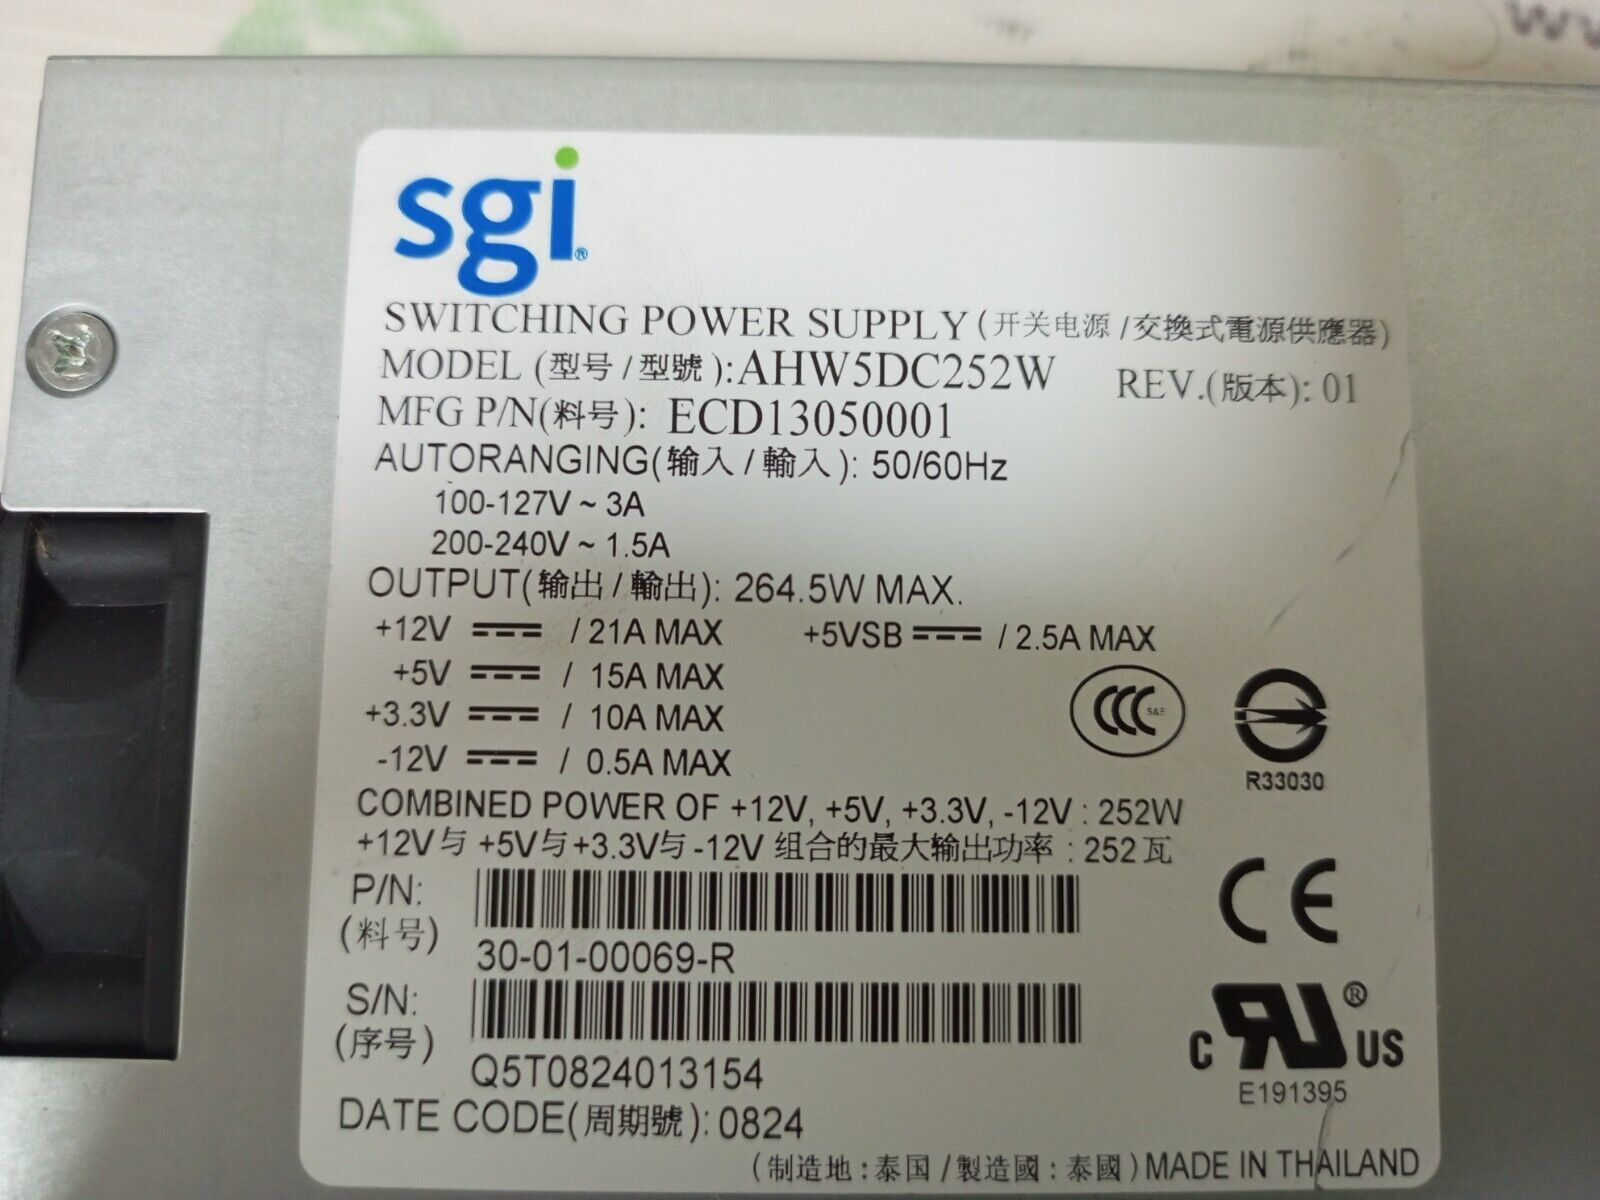 sgi®
SWITCHING POWER SUPPLY (开关电源 /交換式電源供應器)
MODEL (型号 / 型號 ): AHW5DC252W REV.(版本): 01
MFG P/N(料号): ECD13050001
AUTORANGING(输入 / 輸入 ): 50/60Hz
100-127V ~ 3A
200-240V ~ 1.5A
OUTPUT(输出 / 輸出): 264.5W MAX.
+12V / 21A MAX +5VSB / 2.5A MAX
+5V / 15A MAX
+3.3V / 10A MAX
-12V / 0.5A MAX
CCC S&E
R33030
COMBINED POWER OF +12V, +5V, +3.3V, -12V : 252W
+12V与 +5V与 +3.3V与 -12V 组合的最大输出功率 : 252 瓦
P/N:
(料号)
30-01-00069-R
CE
S/N:
(序号)
Q5T0824013154
c RU ® US
E191395
DATE CODE(周期號): 0824
(制造地 : 泰国 / 製造國 : 泰國 ) MADE IN THAILAND